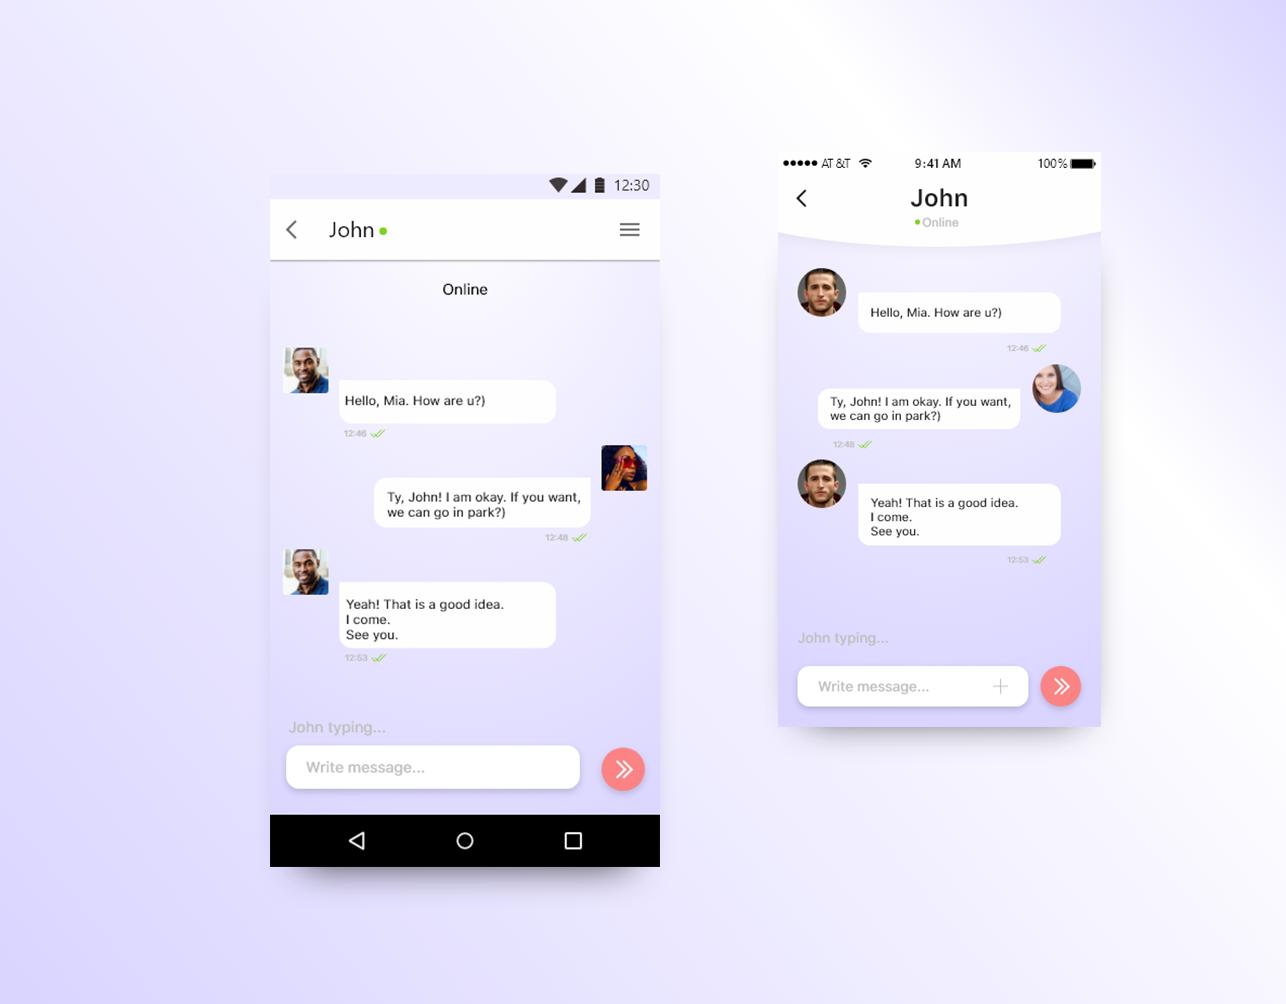 12:30
John
Online
Hello, Mia. How are u?)
12:46
Ty, John! I am okay. If you want,
we can go in park?)
12:48
Yeah! That is a good idea.
I come.
See you.
12:53
John typing...
Write message...
AT &T 9:41 AM 100%
John
Online
Hello, Mia. How are u?)
12:46
Ty, John! I am okay. If you want,
we can go in park?)
12:48
Yeah! That is a good idea.
I come.
See you.
12:53
John typing...
Write message...